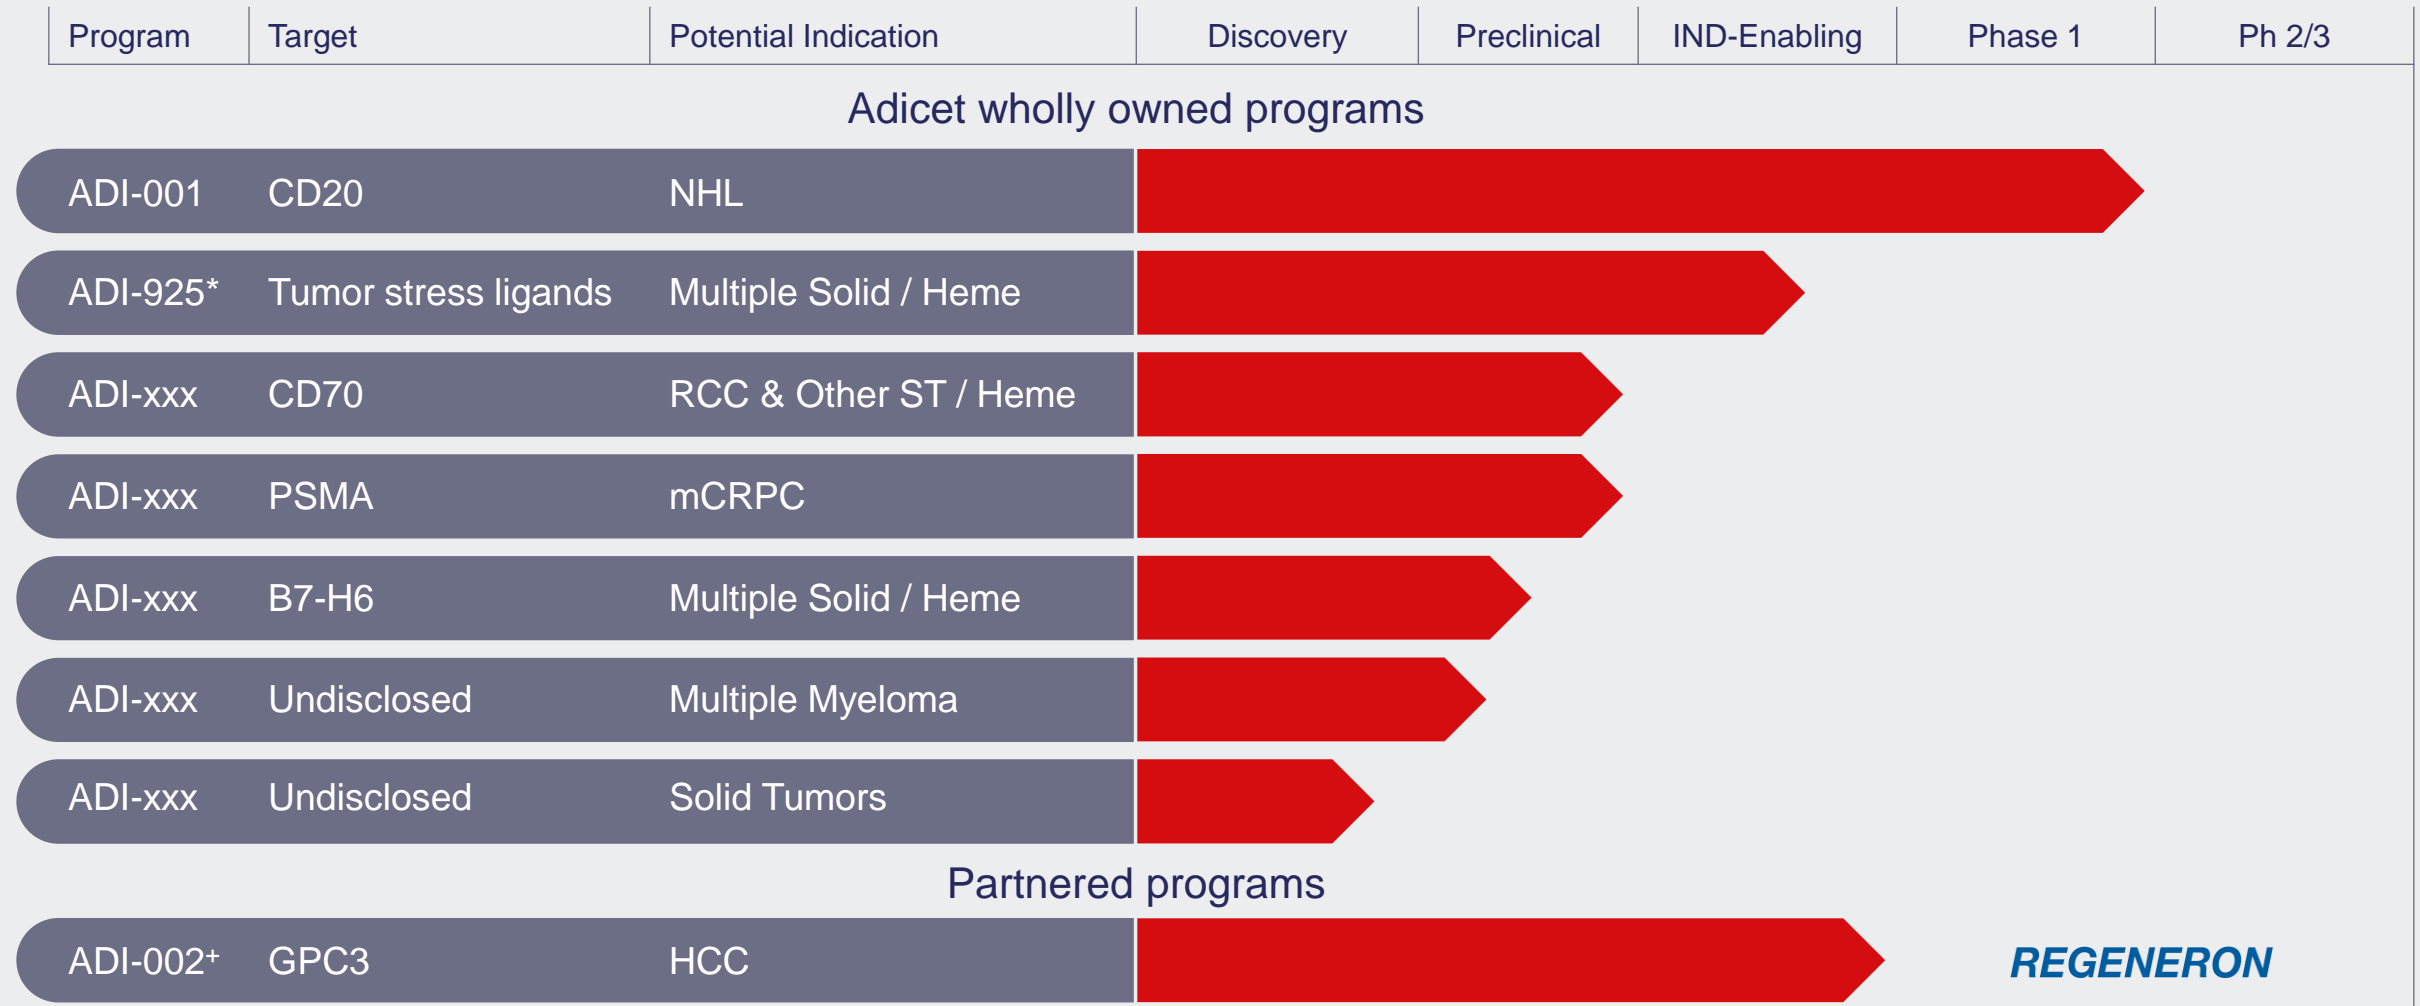 Program Target Potential Indication Discovery Preclinical IND-Enabling Phase 1 Ph 2/3
Adicet wholly owned programs
ADI-001 CD20 NHL
ADI-925* Tumor stress ligands Multiple Solid / Heme
ADI-xxx CD70 RCC & Other ST / Heme
ADI-xxx PSMA mCRPC
ADI-xxx B7-H6 Multiple Solid / Heme
ADI-xxx Undisclosed Multiple Myeloma
ADI-xxx Undisclosed Solid Tumors
Partnered programs
ADI-002⁺ GPC3 HCC REGENERON